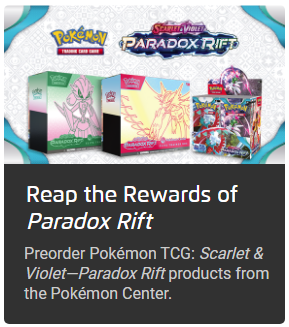 Pokémon
TRADING CARD GAME
SCARLET & VIOLET
PARADOX RIFT
Reap the Rewards of
Paradox Rift
Preorder Pokémon TCG: Scarlet &
Violet—Paradox Rift products from
the Pokémon Center.